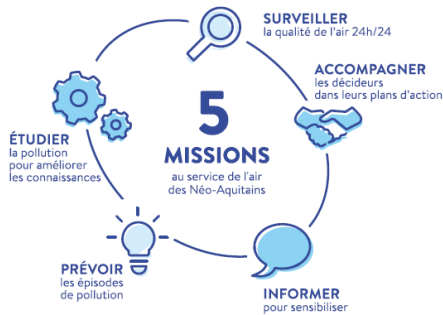 SURVEILLER
la qualité de l'air 24h/24
ACCOMPAGNER
les décideurs
dans leurs plans d'action
5
MISSIONS
au service de l'air
des Néo-Aquitains
ÉTUDIER
la pollution
pour améliorer
les connaissances
PRÉVOIR
les épisodes
de pollution
INFORMER
pour sensibiliser